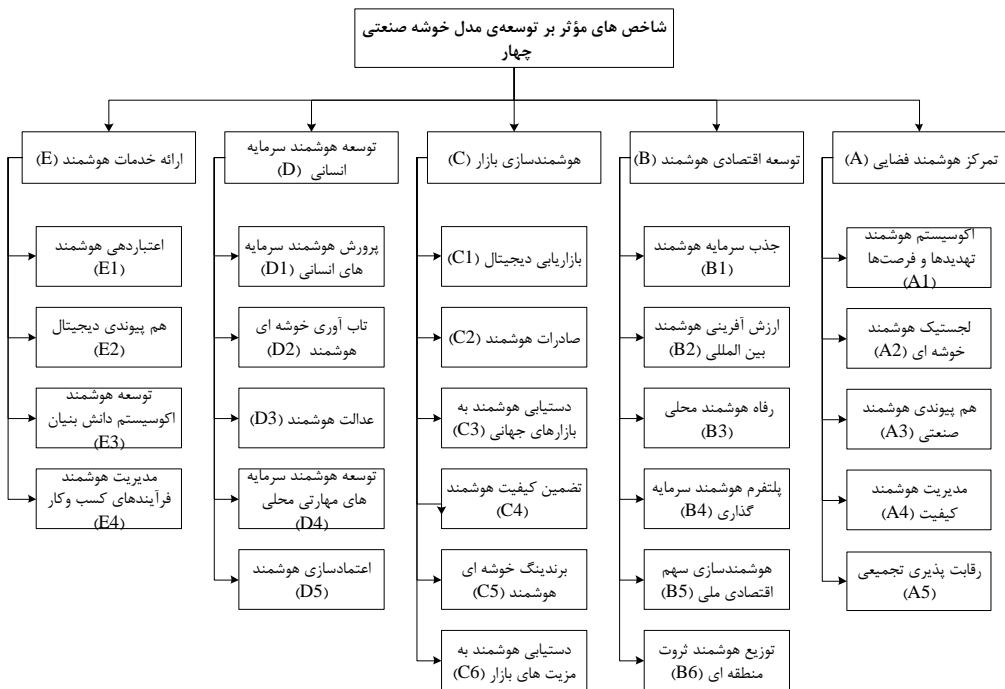 شاخص های مؤثر بر توسعه‌ی مدل خوشه صنعتی
چهار
تمرکز هوشمند فضایی (A)
اکوسیستم هوشمند
تهدیدها و فرصت‌ها
(A1)
لجستیک هوشمند
خوشه ای (A2)
هم پیوندی هوشمند
صنعتی (A3)
مدیریت هوشمند
کیفیت (A4)
رقابت پذیری تجمیعی
(A5)
توسعه اقتصادی هوشمند (B)
جذب سرمایه هوشمند
(B1)
ارزش آفرینی هوشمند
بین المللی (B2)
رفاه هوشمند محلی
(B3)
پلتفرم هوشمند سرمایه
گذاری (B4)
هوشمندسازی سهم
اقتصادی ملی (B5)
توزیع هوشمند ثروت
منطقه ای (B6)
هوشمندسازی بازار (C)
بازاریابی دیجیتال (C1)
صادرات هوشمند (C2)
دستیابی هوشمند به
بازارهای جهانی (C3)
تضمین کیفیت هوشمند
(C4)
برندینگ خوشه ای
هوشمند (C5)
دستیابی هوشمند به
مزیت های بازار (C6)
توسعه هوشمند سرمایه
انسانی (D)
پرورش هوشمند سرمایه
های انسانی (D1)
تاب آوری خوشه ای
هوشمند (D2)
عدالت هوشمند (D3)
توسعه هوشمند سرمایه
های مهارتی محلی
(D4)
اعتمادسازی هوشمند
(D5)
ارائه خدمات هوشمند (E)
اعتباردهی هوشمند
(E1)
هم پیوندی دیجیتال
(E2)
توسعه هوشمند
اکوسیستم دانش بنیان
(E3)
مدیریت هوشمند
فرآیندهای کسب وکار
(E4)